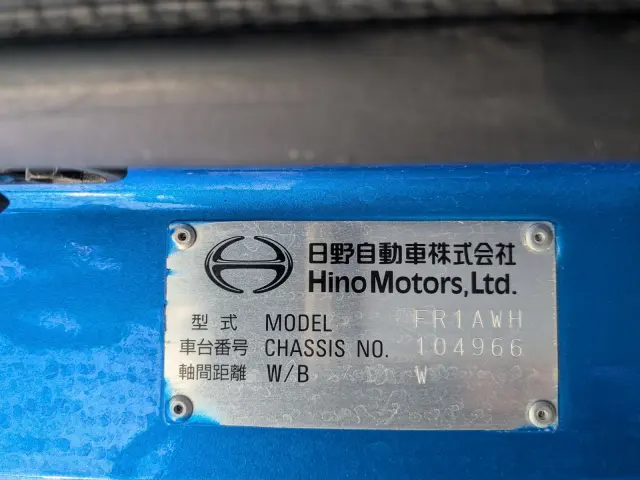 日野自動車株式会社
Hino Motors, Ltd.
型式 MODEL FR1AWH
車台番号 CHASSIS NO. 104966
軸間距離 W/B W